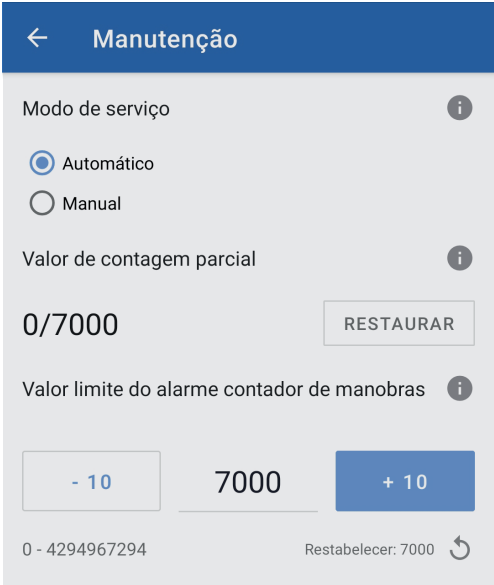 Manutenção
Modo de serviço
Automático
Manual
Valor de contagem parcial
0/7000
RESTAURAR
Valor limite do alarme contador de manobras
- 10
7000
+ 10
0 - 4294967294
Restabelecer: 7000